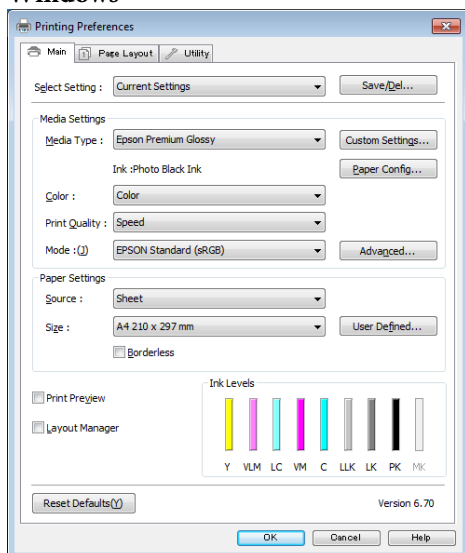 Printing Preferences
Main Page Layout Utility
Select Setting : Current Settings Save/Del...
Media Settings
Media Type : Epson Premium Glossy Custom Settings...
Ink :Photo Black Ink Paper Config...
Color : Color
Print Quality : Speed
Mode :(J) EPSON Standard (sRGB) Advanced...
Paper Settings
Source : Sheet
Size : A4 210 x 297 mm User Defined...
Borderless
Ink Levels
Print Preview
Layout Manager
Y VLM LC VM C LLK LK PK MK
Reset Defaults(Y) Version 6.70
OK Cancel Help